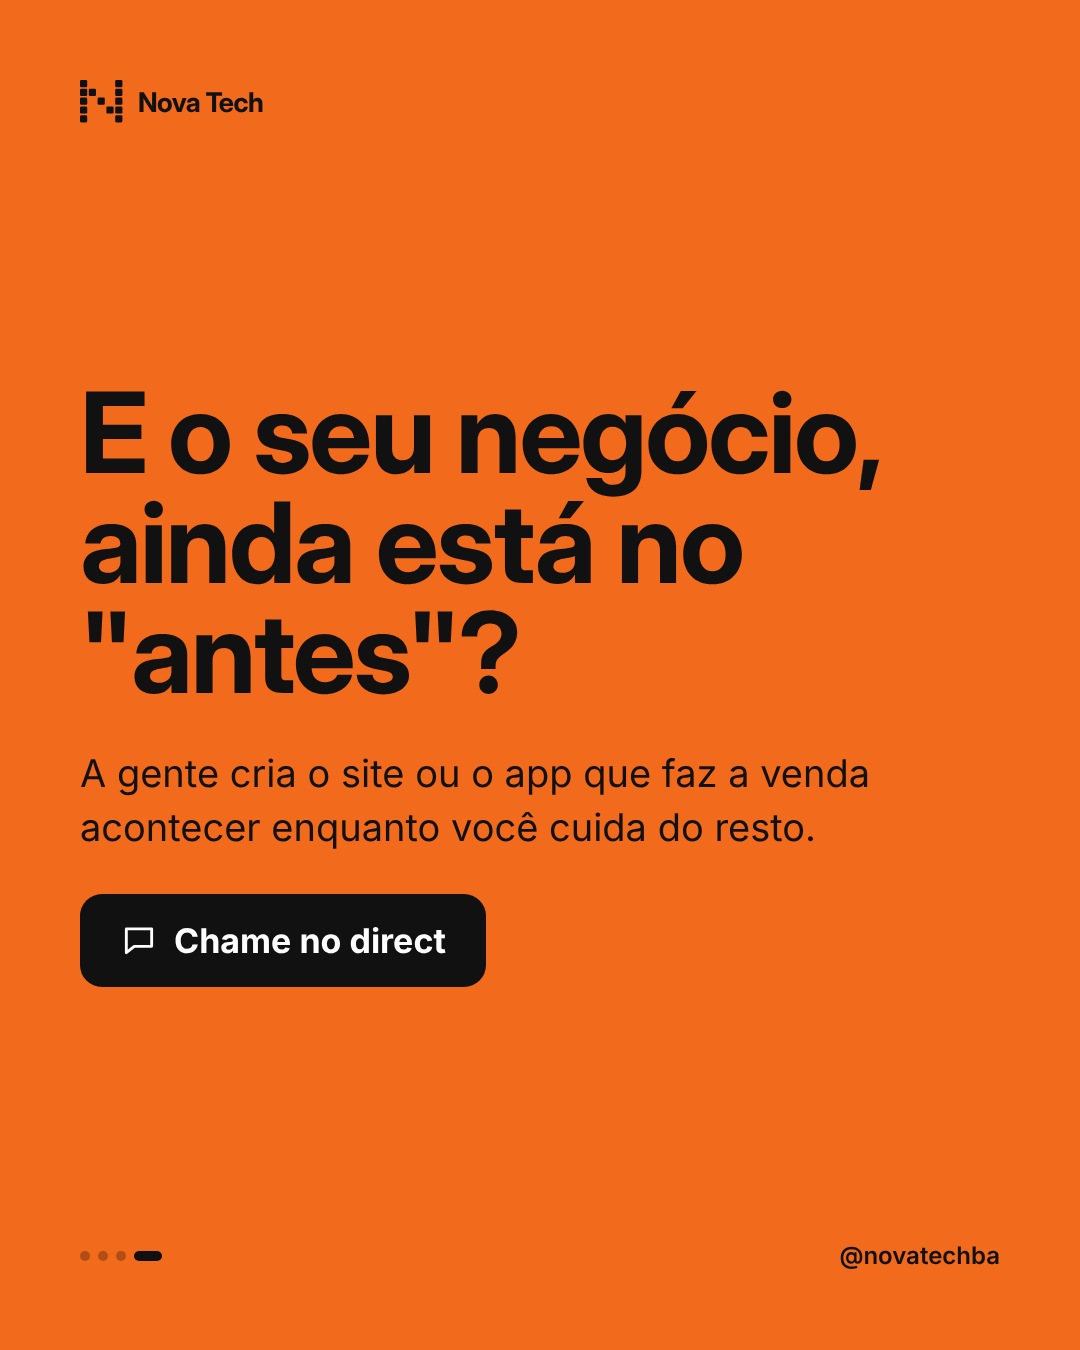 Nova Tech
E o seu negócio,
ainda está no
"antes"?
A gente cria o site ou o app que faz a venda
acontecer enquanto você cuida do resto.
Chame no direct
@novatechba